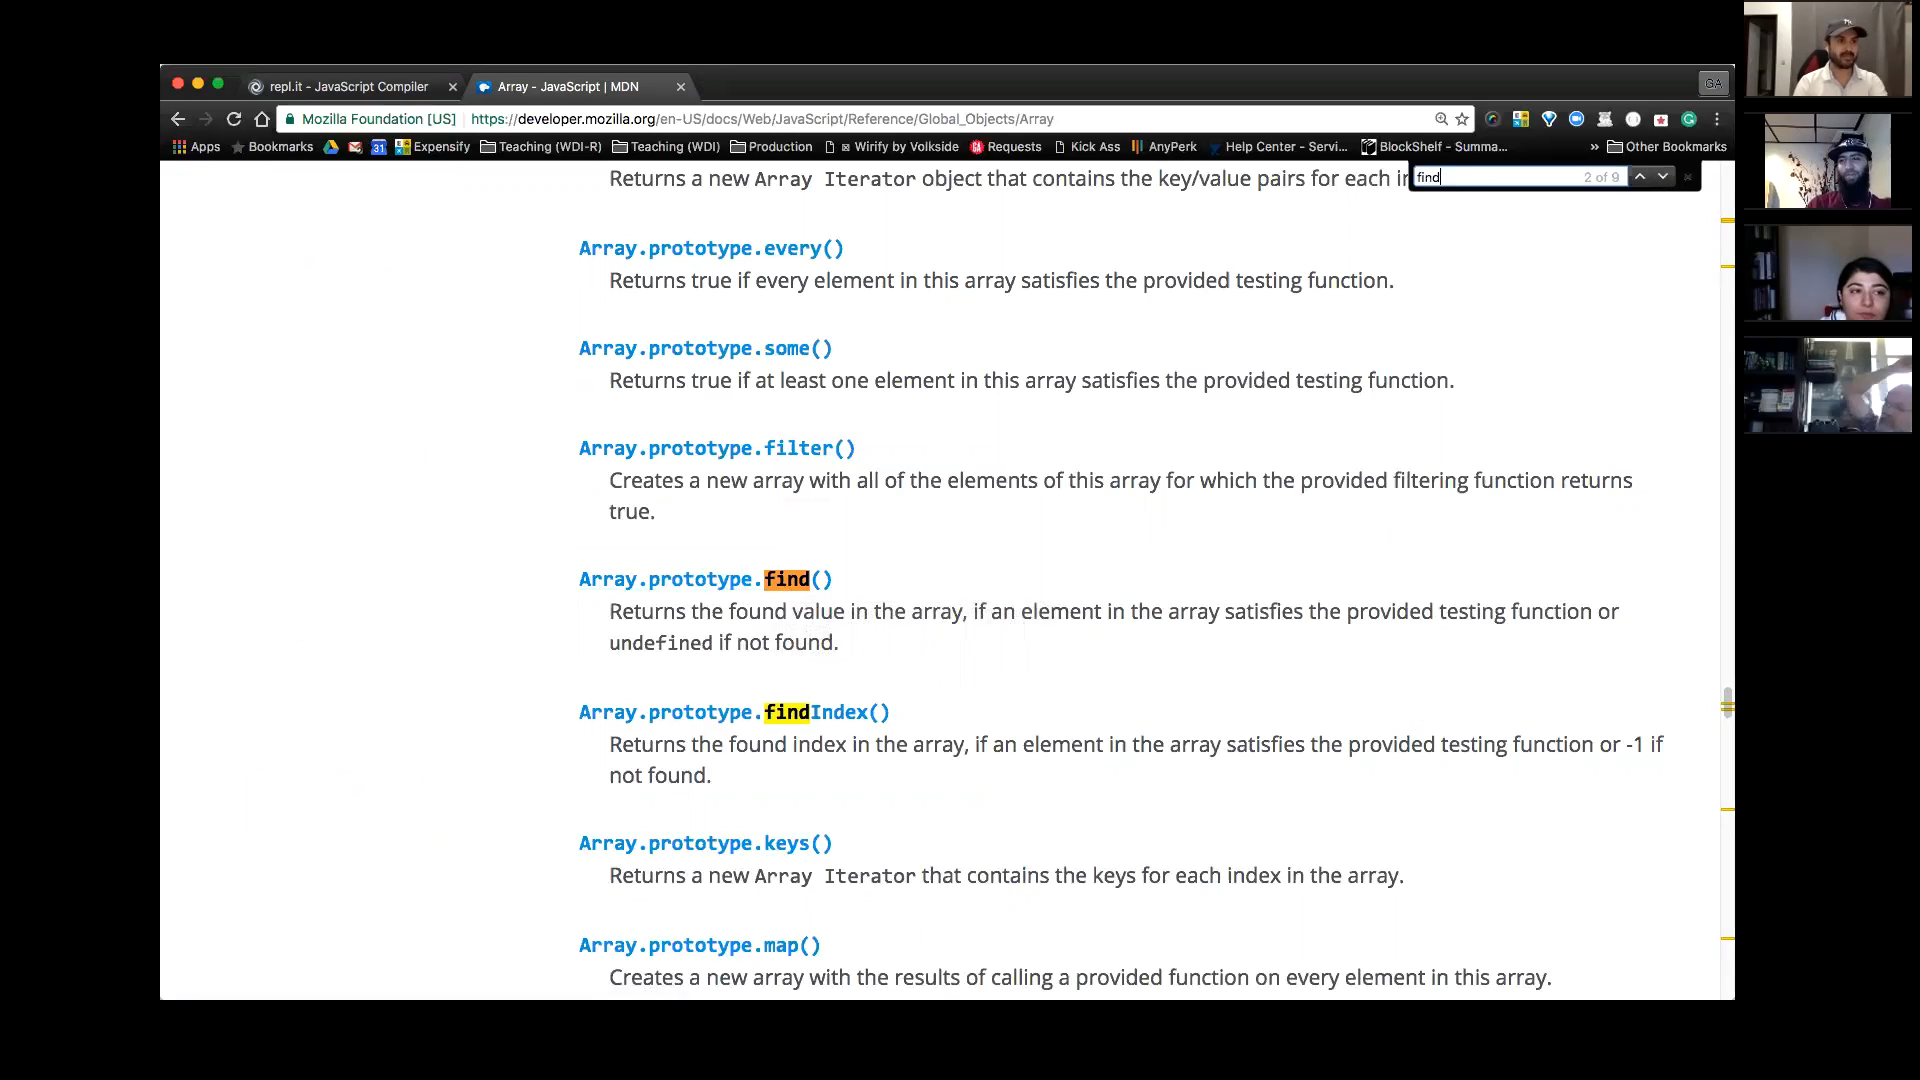 repl.it - JavaScript Compiler
Array - JavaScript | MDN
GA
Mozilla Foundation [US] https://developer.mozilla.org/en-US/docs/Web/JavaScript/Reference/Global_Objects/Array
Apps Bookmarks 31 Expensify Teaching (WDI-R) Teaching (WDI) Production Wirify by Volkside Requests Kick Ass AnyPerk Help Center - Servi... BlockShelf - Summa... » Other Bookmarks
find 2 of 9
Returns a new Array Iterator object that contains the key/value pairs for each
Array.prototype.every()
Returns true if every element in this array satisfies the provided testing function.
Array.prototype.some()
Returns true if at least one element in this array satisfies the provided testing function.
Array.prototype.filter()
Creates a new array with all of the elements of this array for which the provided filtering function returns
true.
Array.prototype.find()
Returns the found value in the array, if an element in the array satisfies the provided testing function or
undefined if not found.
Array.prototype.findIndex()
Returns the found index in the array, if an element in the array satisfies the provided testing function or -1 if
not found.
Array.prototype.keys()
Returns a new Array Iterator that contains the keys for each index in the array.
Array.prototype.map()
Creates a new array with the results of calling a provided function on every element in this array.